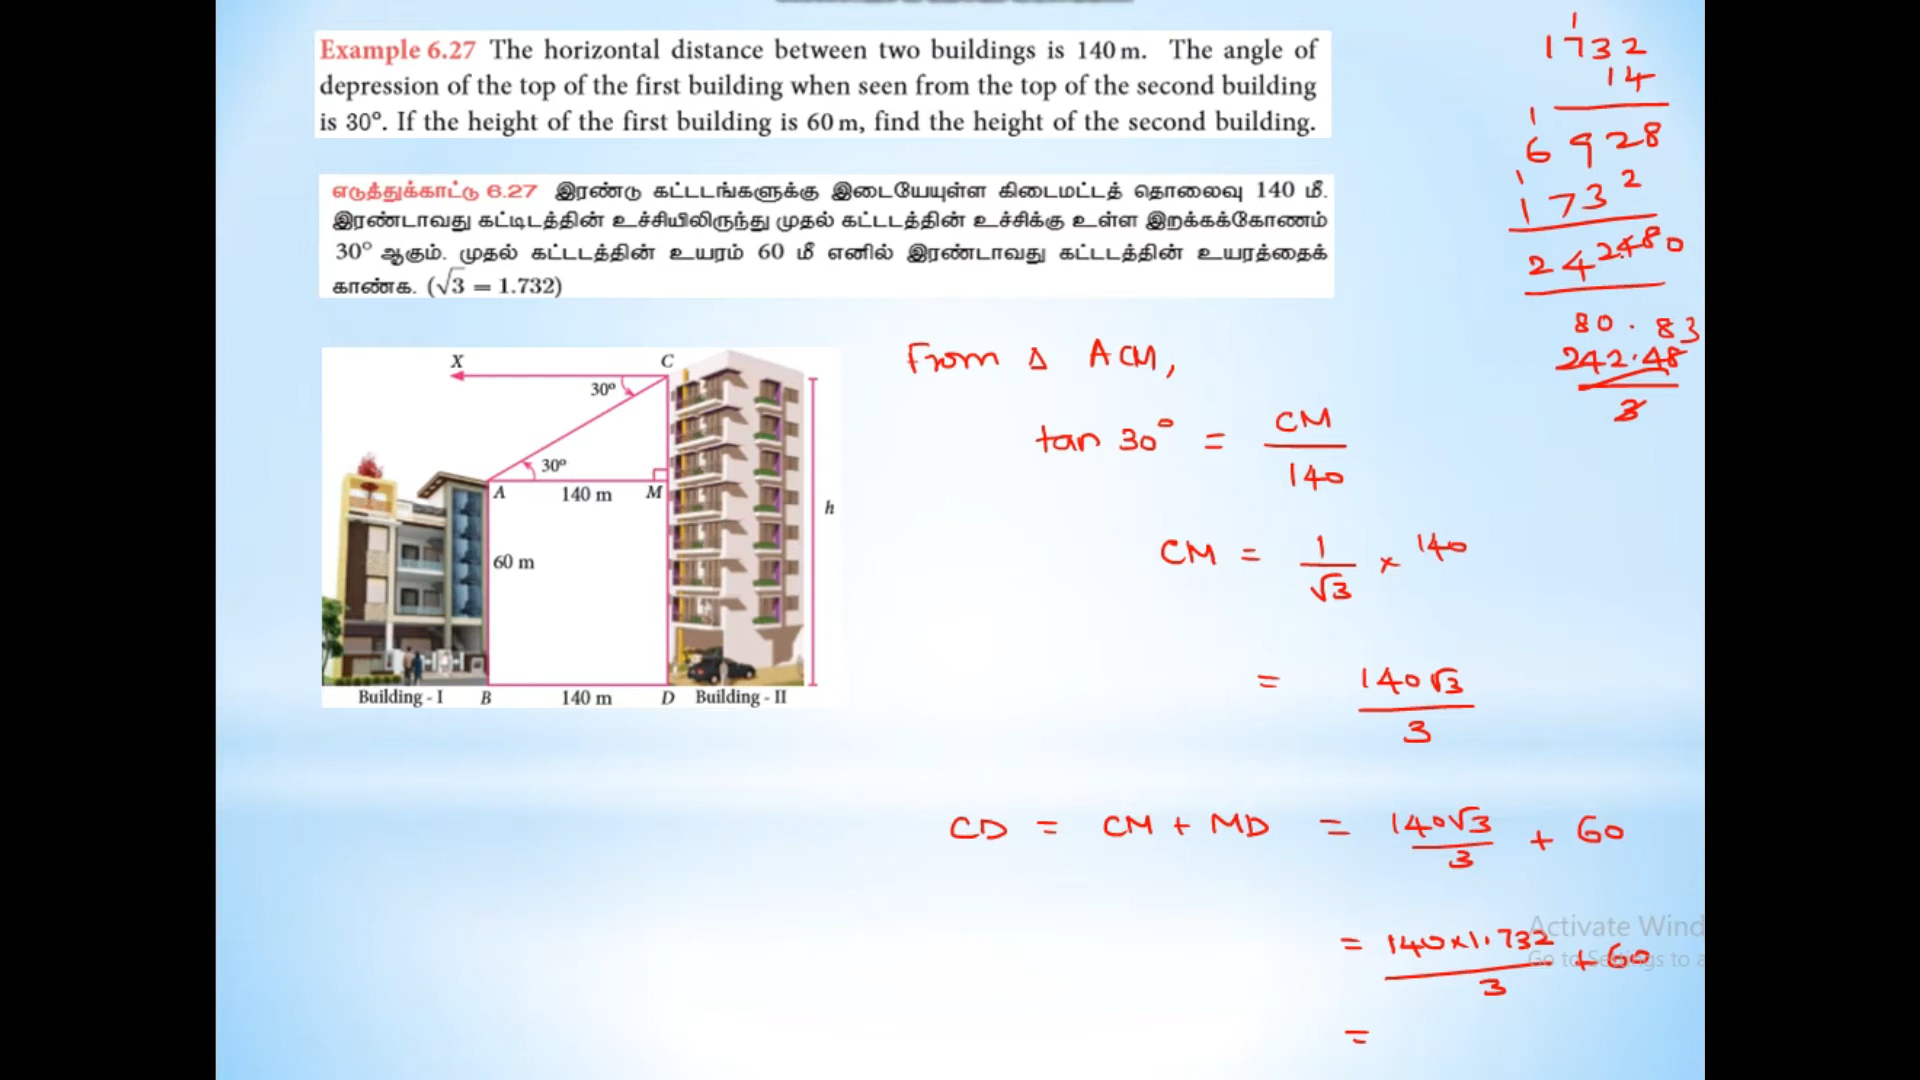 Example 6.27 The horizontal distance between two buildings is 140 m. The angle of
depression of the top of the first building when seen from the top of the second building
is 30°. If the height of the first building is 60 m, find the height of the second building.
எடுத்துக்காட்டு 6.27 இரண்டு கட்டடங்களுக்கு இடையேயுள்ள கிடைமட்டத் தொலைவு 140 மீ.
இரண்டாவது கட்டிடத்தின் உச்சியிலிருந்து முதல் கட்டடத்தின் உச்சிக்கு உள்ள இறக்கக்கோணம்
30° ஆகும். முதல் கட்டடத்தின் உயரம் 60 மீ எனில் இரண்டாவது கட்டடத்தின் உயரத்தைக்
காண்க. (√3 = 1.732)
X C
30°
30°
A 140 m M
h
60 m
Building - I B 140 m D Building - II
From Δ ACM,
tan 30° = CM/140
CM = 1/√3 × 140
= 140√3/3
CD = CM + MD = 140√3/3 + 60
= 140×1.732/3 + 60
=
1
1732
14
1
6928
1
1732
242480
80.83
242.48
3
Activate Wind
Go to Settings to a